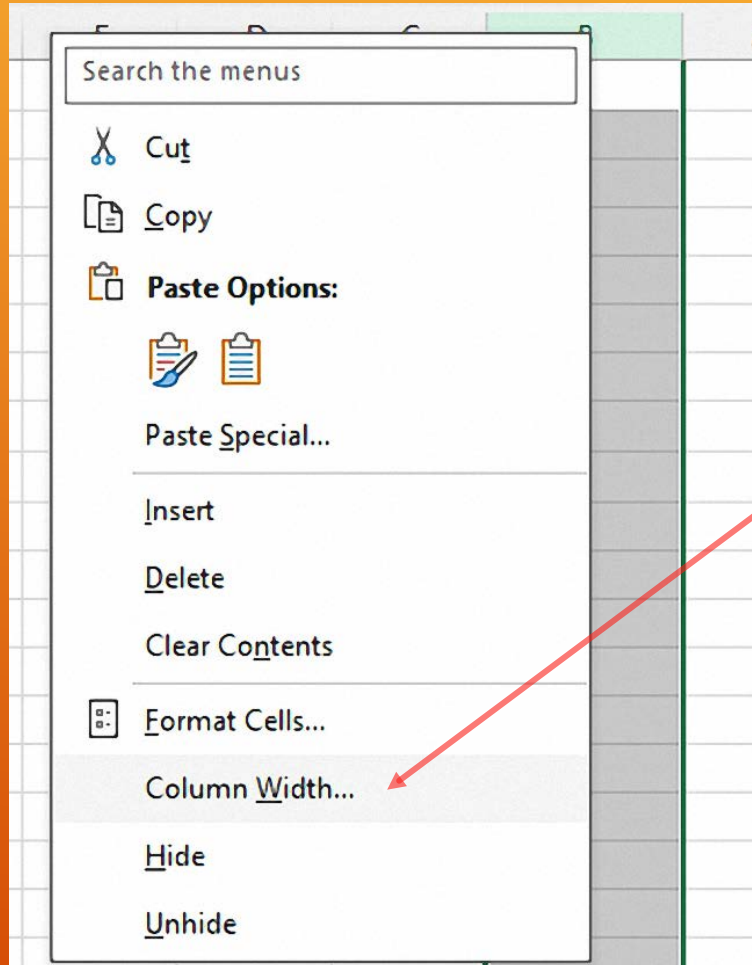 Search the menus
Cut
Copy
Paste Options:
Paste Special...
Insert
Delete
Clear Contents
Format Cells...
Column Width...
Hide
Unhide